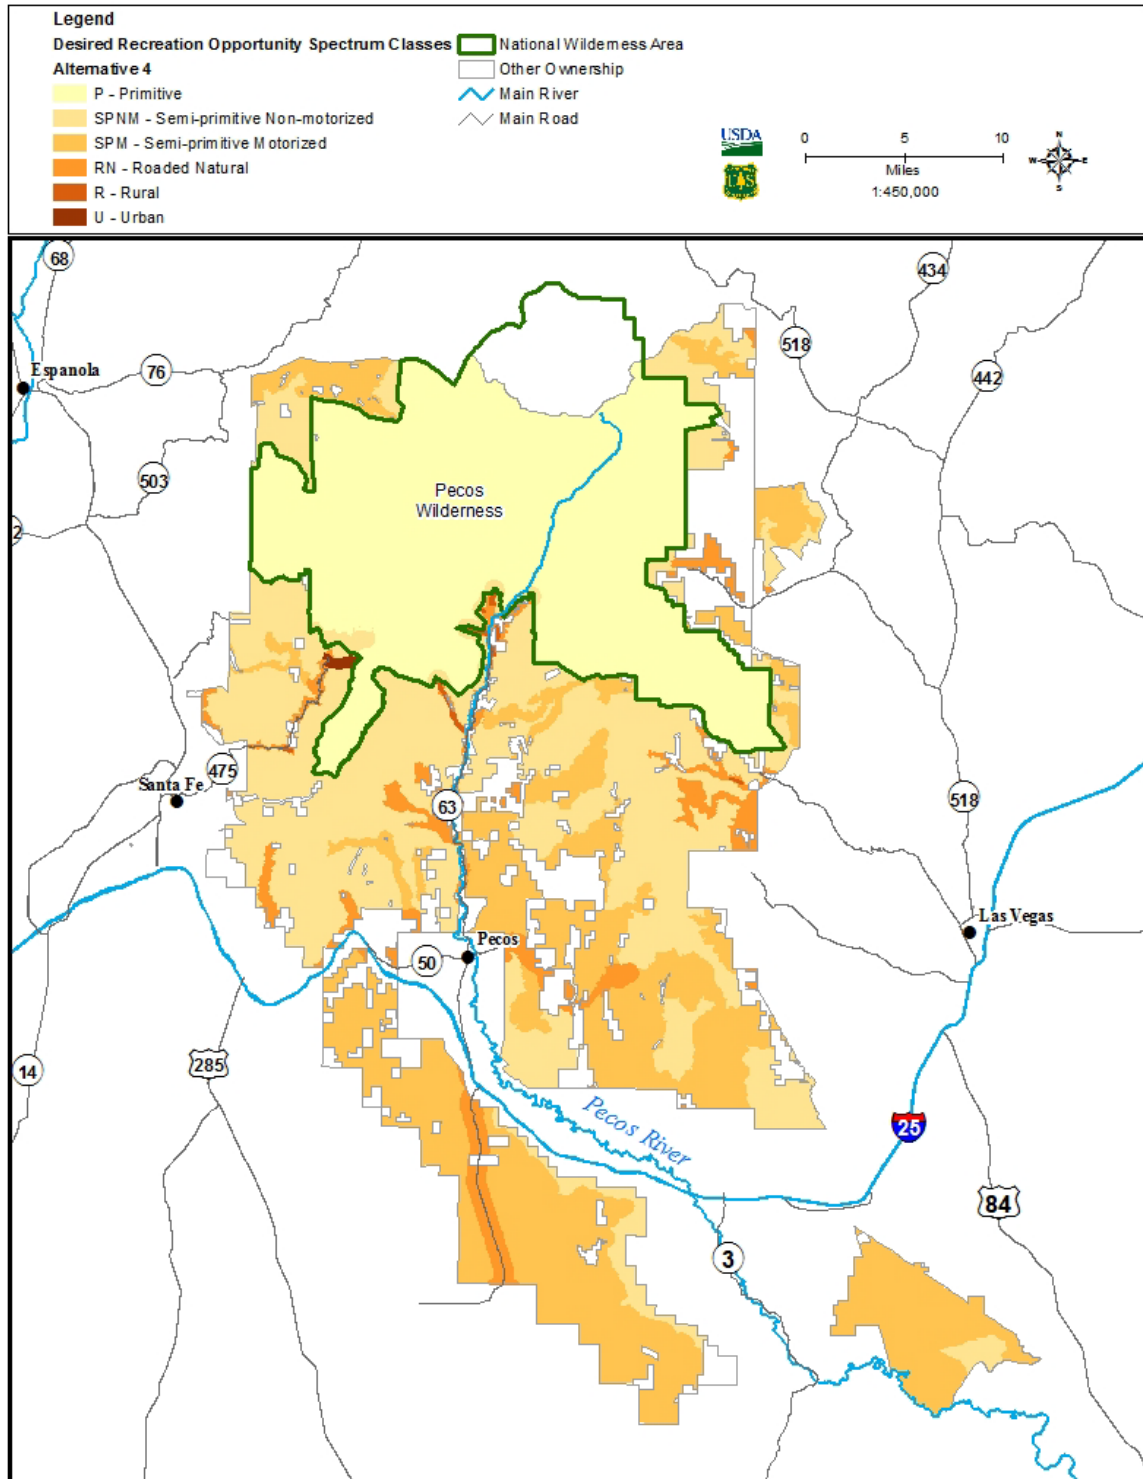 Legend
Desired Recreation Opportunity Spectrum Classes
Alternative 4
P - Primitive
SPNM - Semi-primitive Non-motorized
SPM - Semi-primitive Motorized
RN - Roaded Natural
R - Rural
U - Urban
National Wilderness Area
Other Ownership
Main River
Main Road
USDA
0 5 10
Miles
1:450,000
N
W E
S
68
434
518
Espanola
76
442
503
Pecos
Wilderness
2
475
Santa Fe
63
518
Las Vegas
Pecos
50
285
14
Pecos River
25
84
3